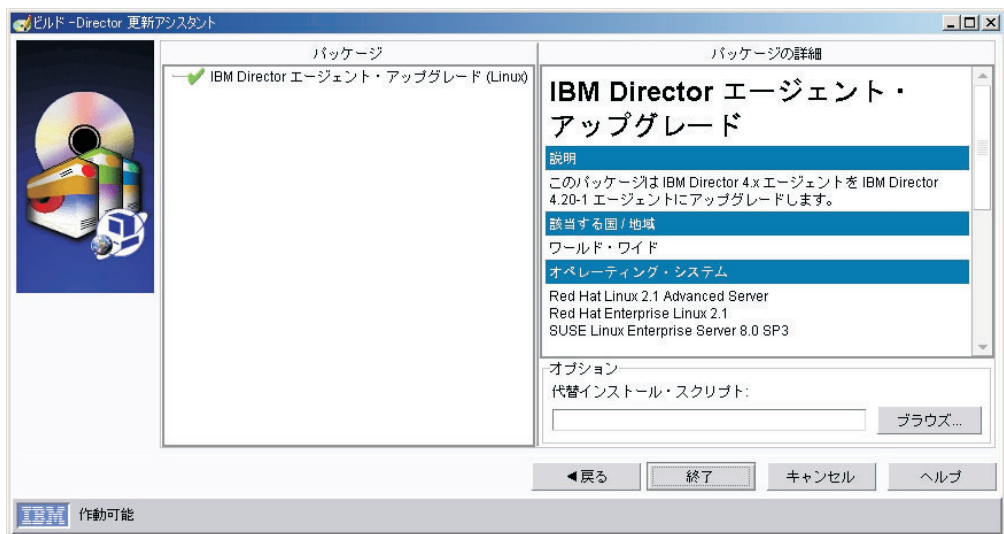 ビルド -Director 更新アシスタント
パッケージ
IBM Director エージェント・アップグレード (Linux)
パッケージの詳細
IBM Director エージェント・
アップグレード
説明
このパッケージは IBM Director 4.x エージェントを IBM Director
4.20-1 エージェントにアップグレードします。
該当する国 / 地域
ワールド・ワイド
オペレーティング・システム
Red Hat Linux 2.1 Advanced Server
Red Hat Enterprise Linux 2.1
SUSE Linux Enterprise Server 8.0 SP3
オプション
代替インストール・スクリプト:
ブラウズ...
◀戻る
終了
キャンセル
ヘルプ
IBM 作動可能